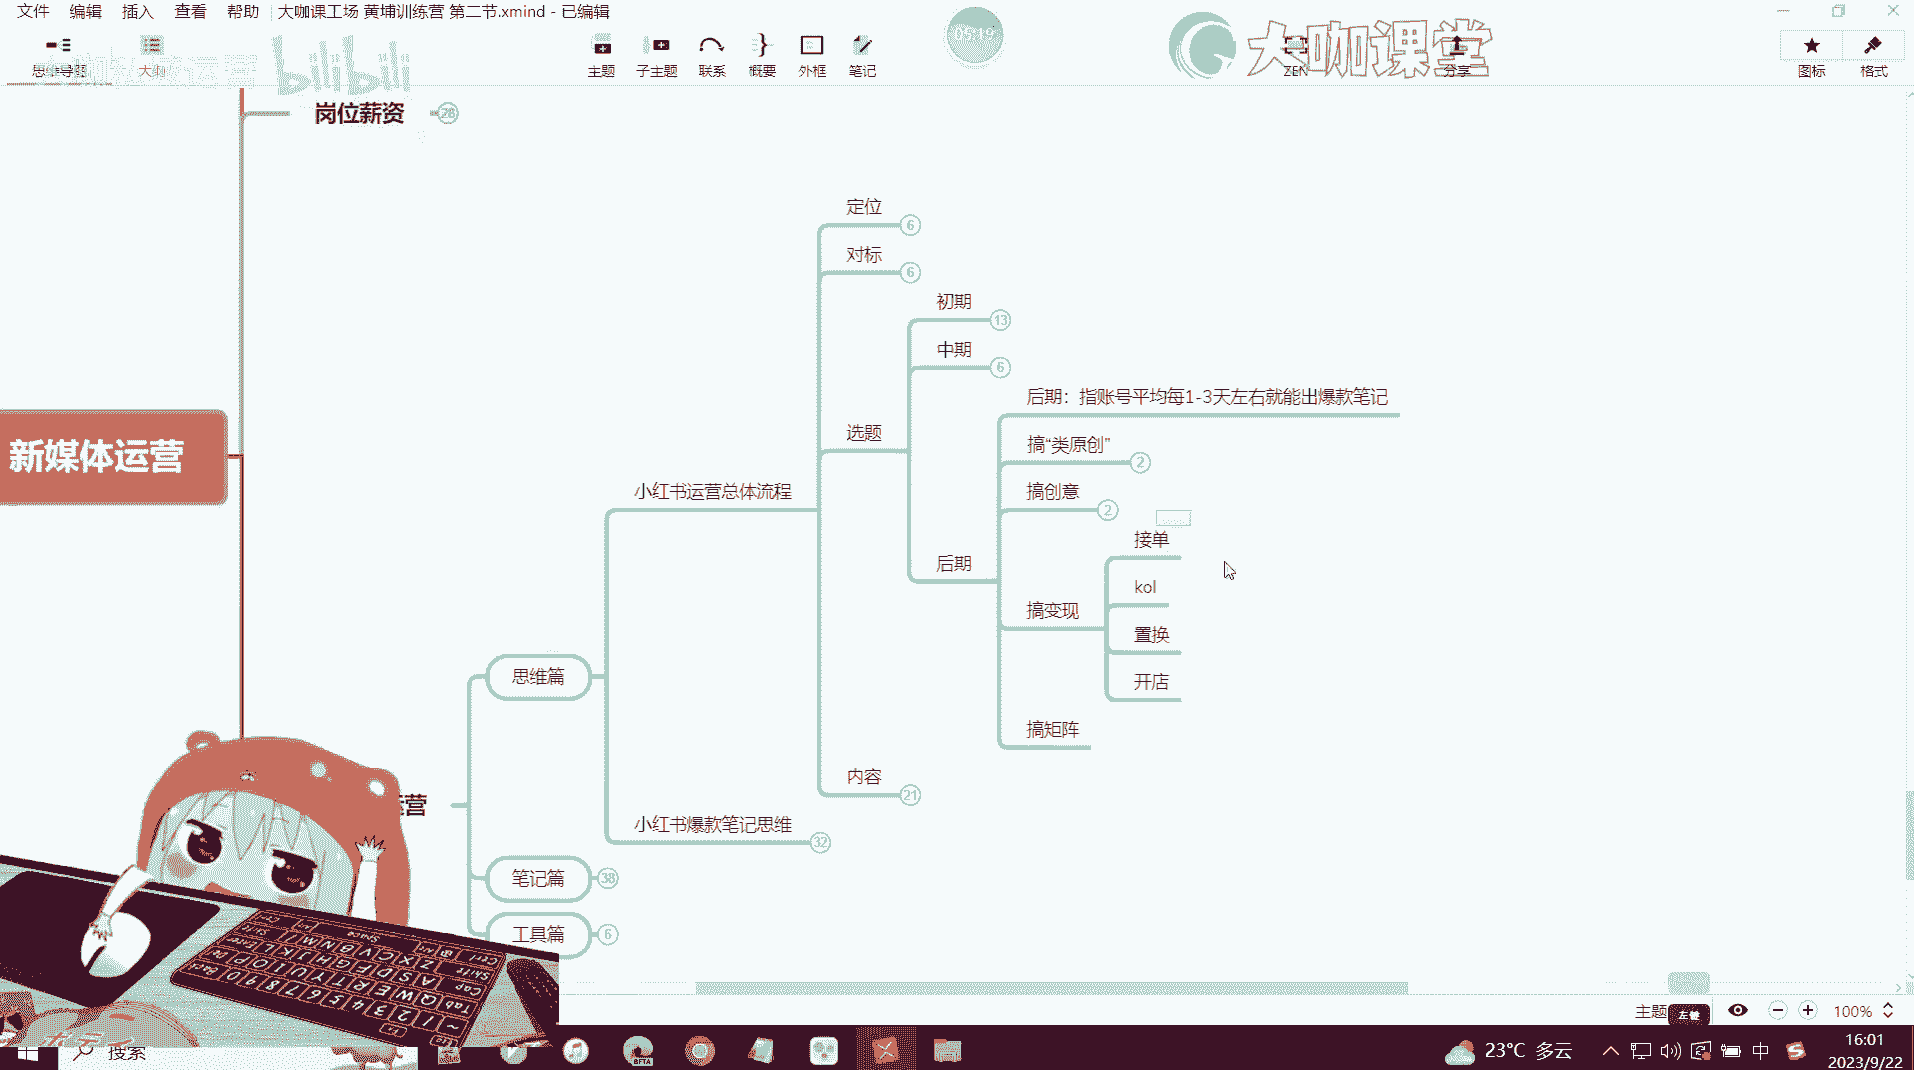 文件 编辑 插入 查看 帮助 大咖课工场 黄埔训练营 第二节.xmind - 已编辑
05:19
大咖课堂
思维导图 大纲
bilibili
主题 子主题 联系 概要 外框 笔记 ZEN 分享 图标 格式
岗位薪资 28
定位 6
对标 6
初期 13
中期 6
后期：指账号平均每1-3天左右就能出爆款笔记
选题
搞“类原创” 2
新媒体运营
小红书运营总体流程
搞创意 2
接单
后期
kol
搞变现
置换
思维篇
开店
搞矩阵
内容 21
运营
小红书爆款笔记思维 32
笔记篇 38
工具篇 6
主题 左键 100%
搜索
BETA
23°C 多云 中 16:01
2023/9/22